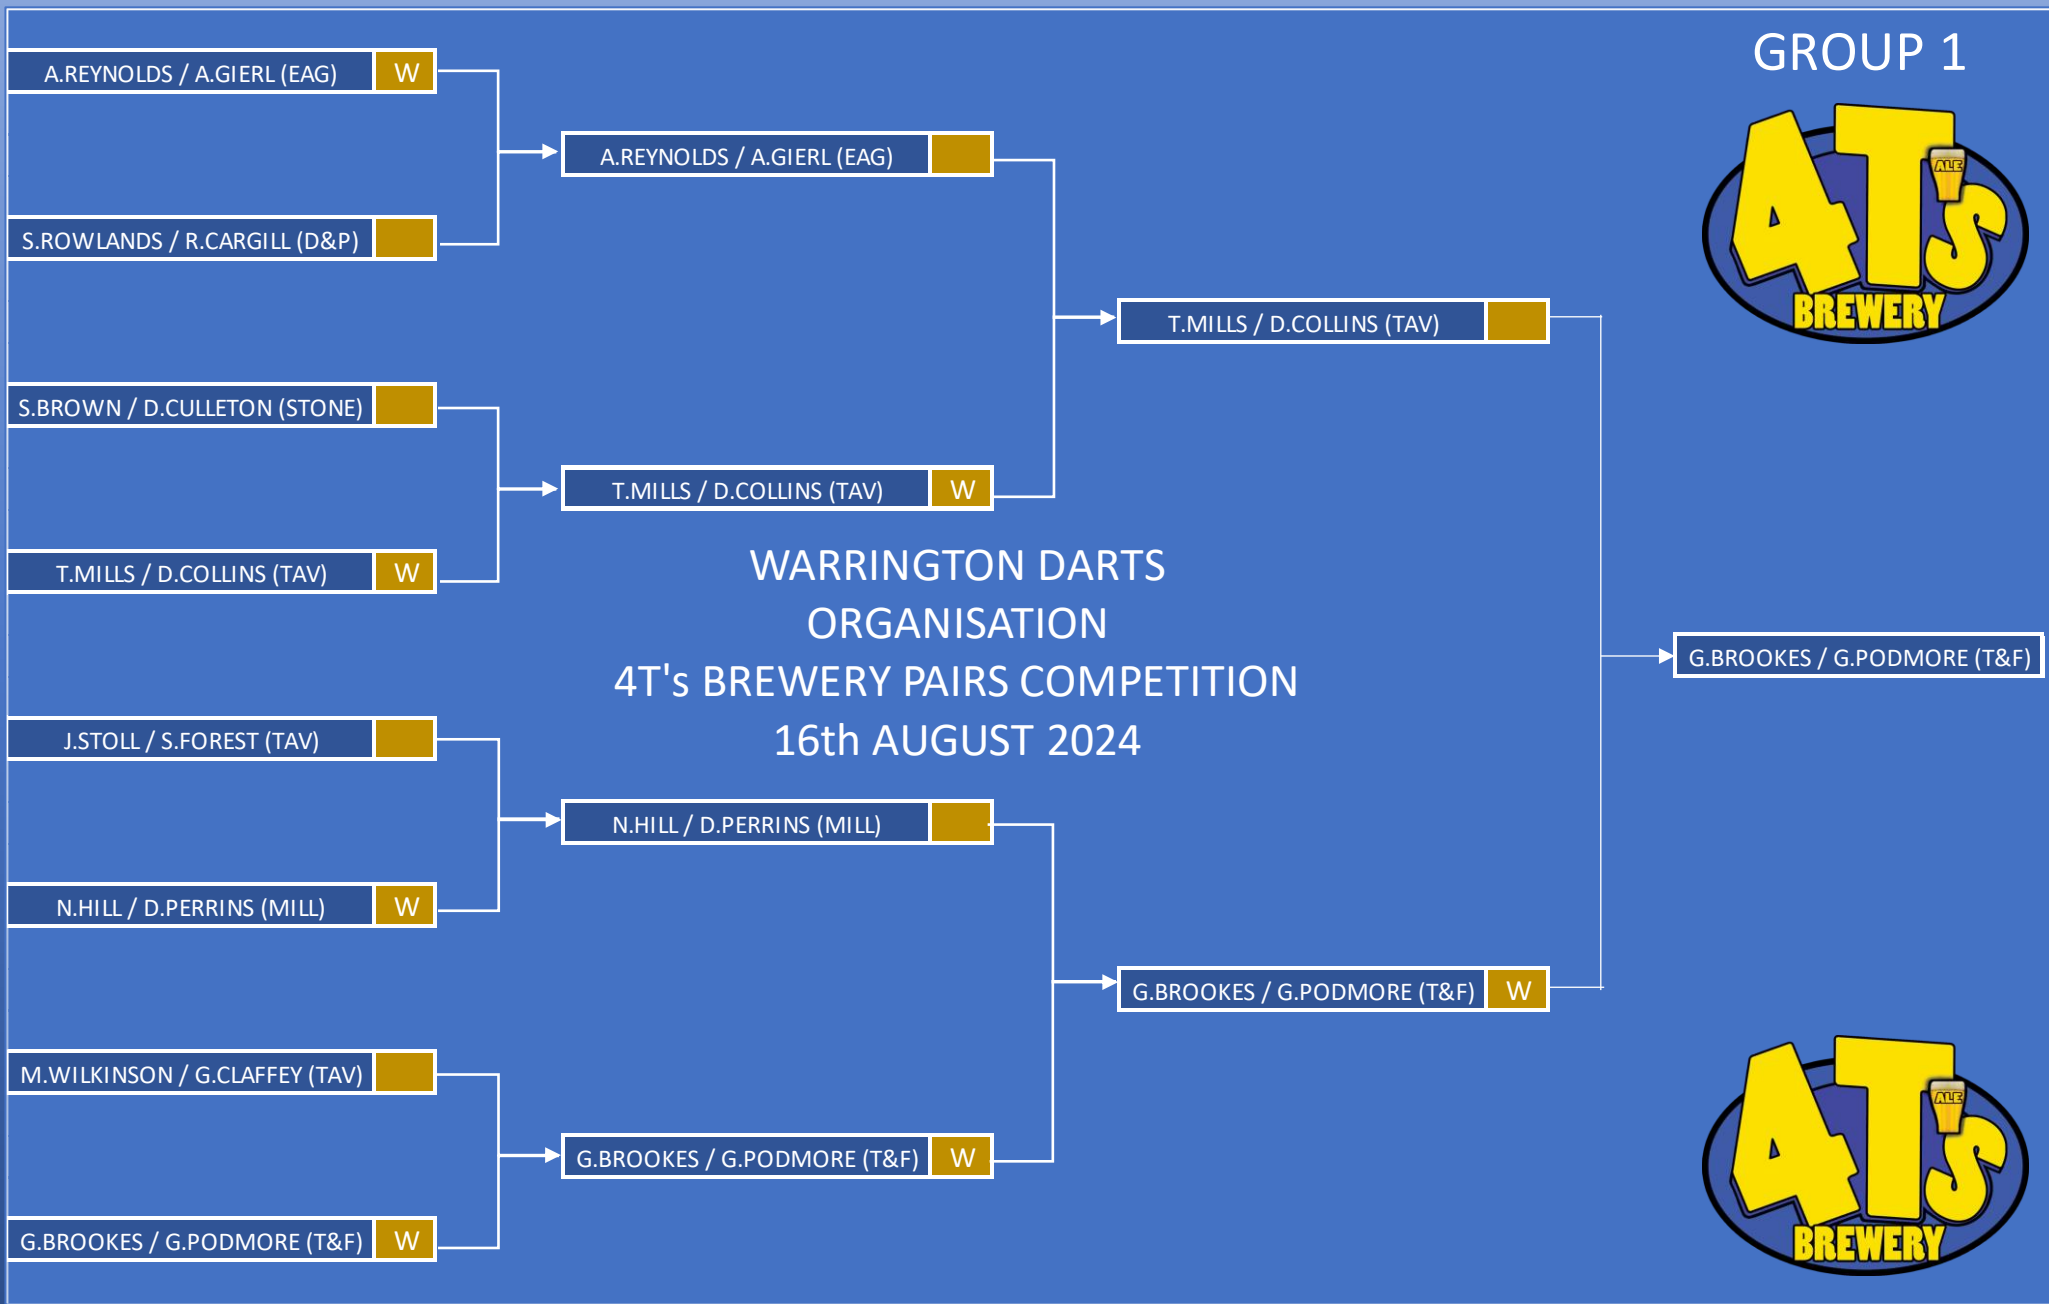 GROUP 1
A.REYNOLDS / A.GIERL (EAG) W
S.ROWLANDS / R.CARGILL (D&P)
S.BROWN / D.CULLETON (STONE)
T.MILLS / D.COLLINS (TAV) W
J.STOLL / S.FOREST (TAV)
N.HILL / D.PERRINS (MILL) W
M.WILKINSON / G.CLAFFEY (TAV)
G.BROOKES / G.PODMORE (T&F) W
A.REYNOLDS / A.GIERL (EAG)
T.MILLS / D.COLLINS (TAV) W
WARRINGTON DARTS
ORGANISATION
4T's BREWERY PAIRS COMPETITION
16th AUGUST 2024
N.HILL / D.PERRINS (MILL)
G.BROOKES / G.PODMORE (T&F) W
T.MILLS / D.COLLINS (TAV)
G.BROOKES / G.PODMORE (T&F) W
G.BROOKES / G.PODMORE (T&F)
4T's
ALE
BREWERY
4T's
ALE
BREWERY